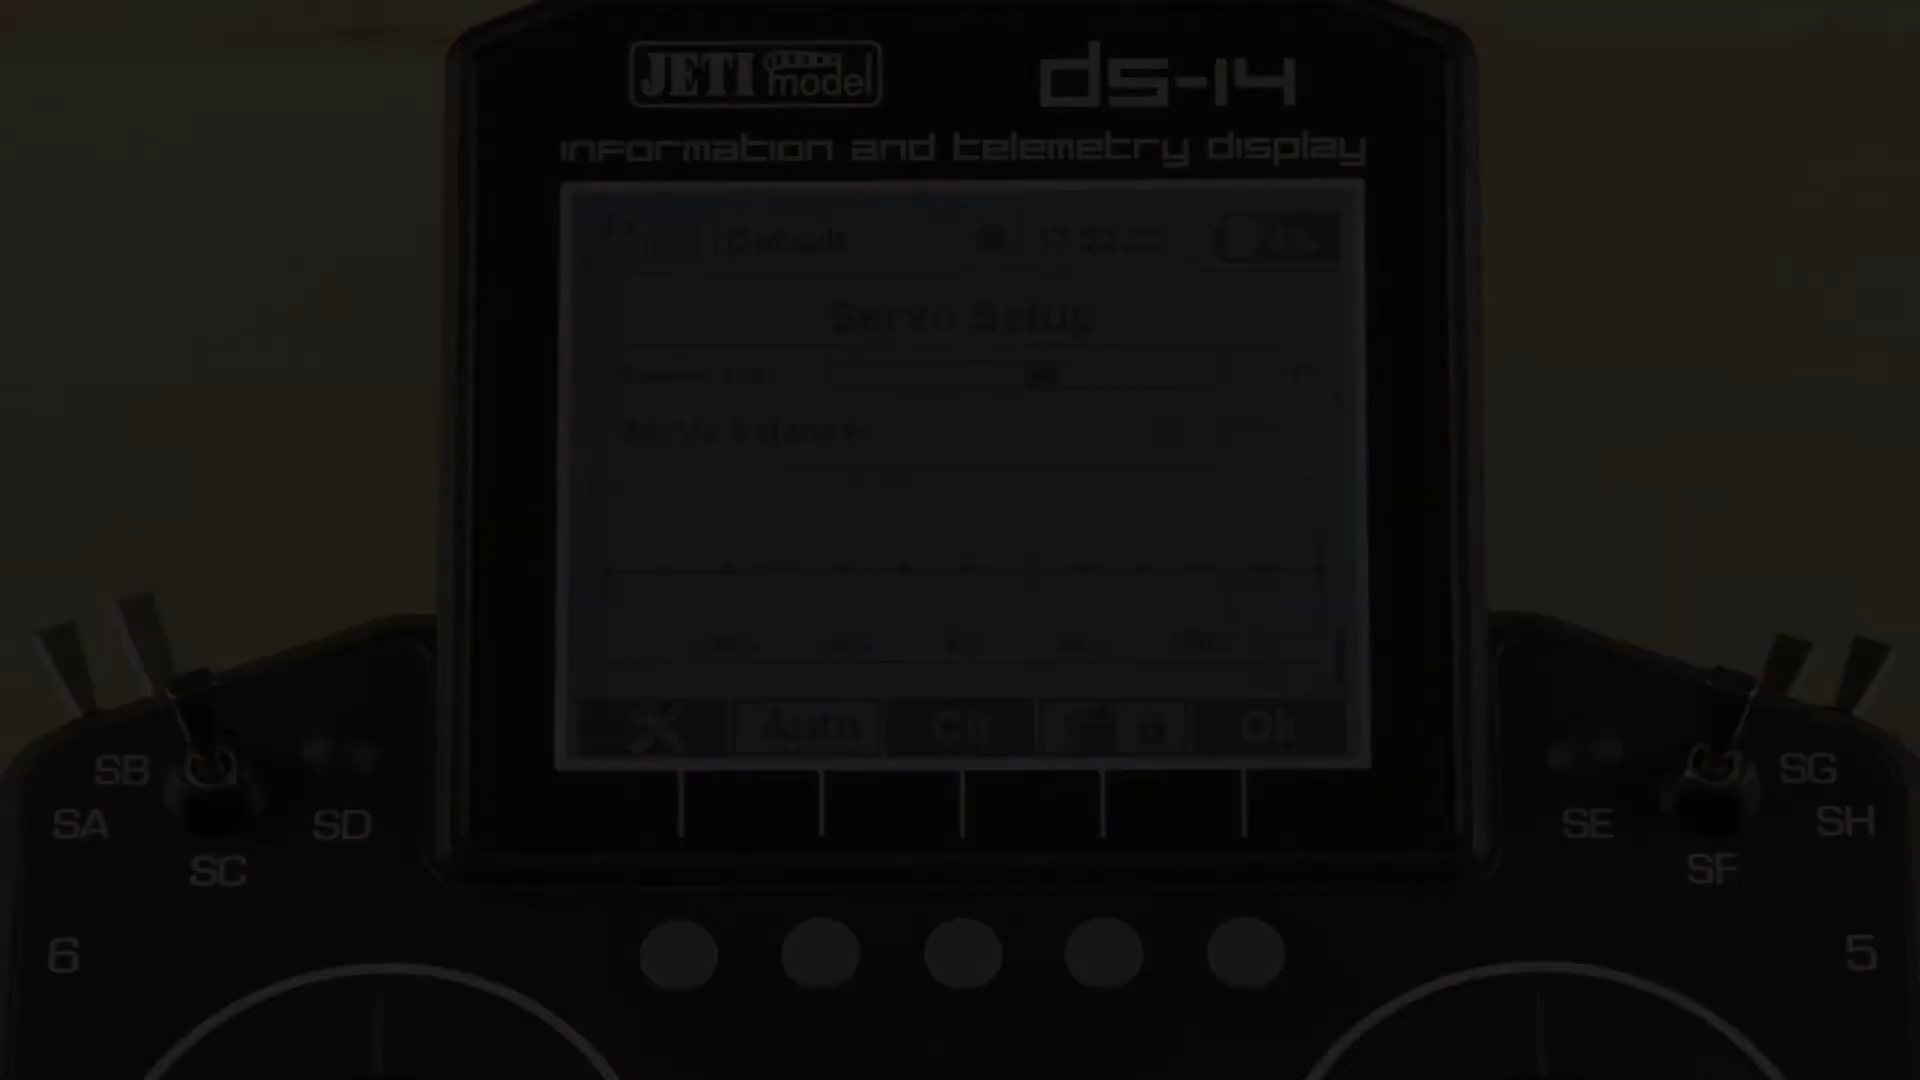 JETI model
ds-14
information and telemetry display
Default
Servo Setup
Servo Balance:
Auto
Clr
Ok
SB
SA
SD
SC
SG
SE
SH
SF
6
5